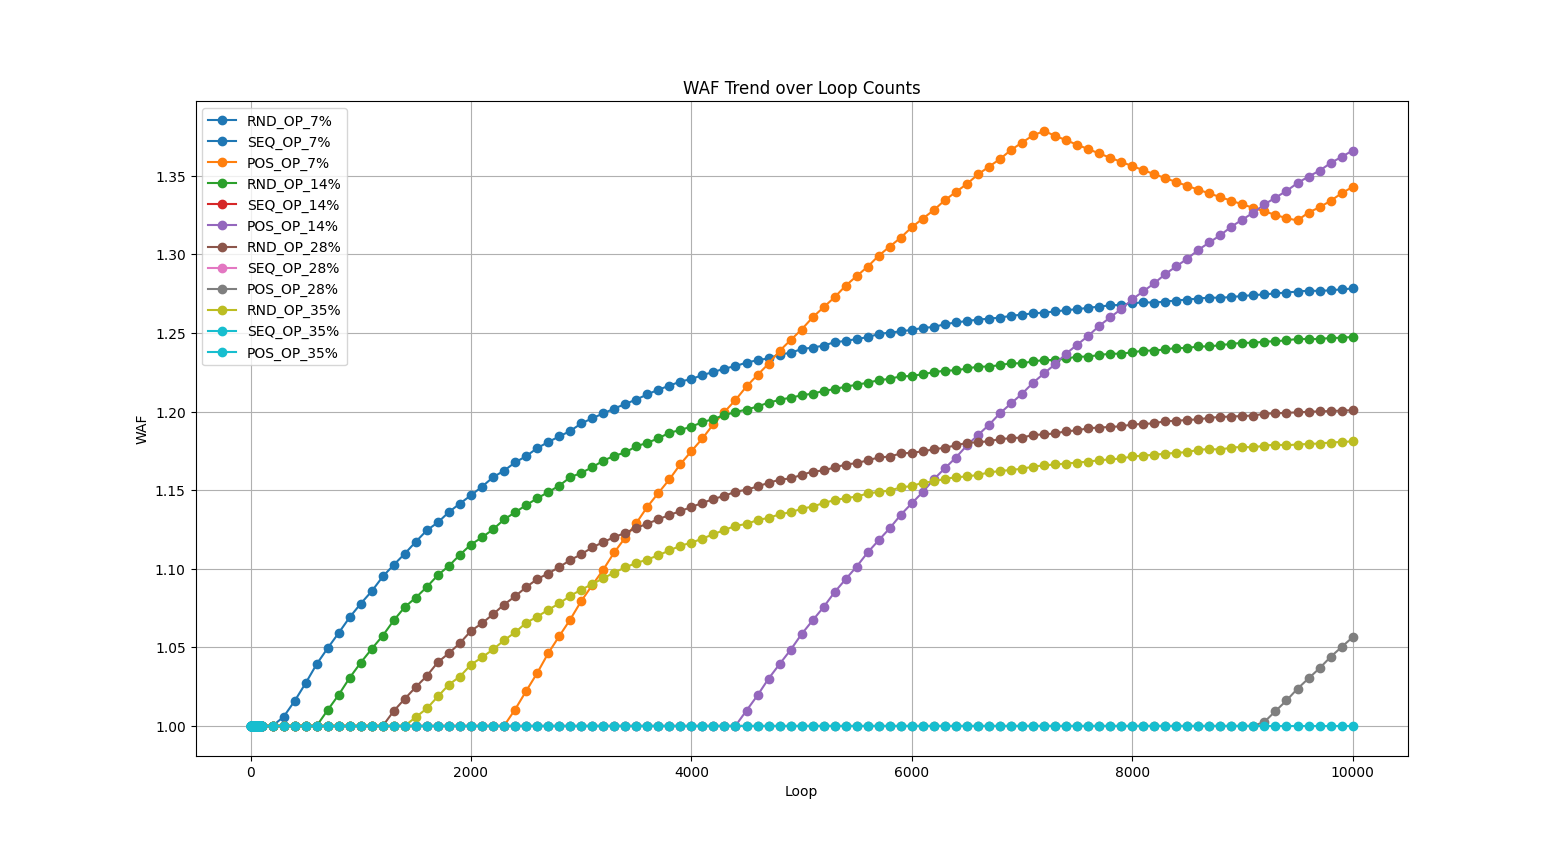 WAF Trend over Loop Counts
RND_OP_7%
SEQ_OP_7%
POS_OP_7%
RND_OP_14%
SEQ_OP_14%
POS_OP_14%
RND_OP_28%
SEQ_OP_28%
POS_OP_28%
RND_OP_35%
SEQ_OP_35%
POS_OP_35%
1.35
1.30
1.25
1.20
1.15
1.10
1.05
1.00
WAF
0 2000 4000 6000 8000 10000
Loop